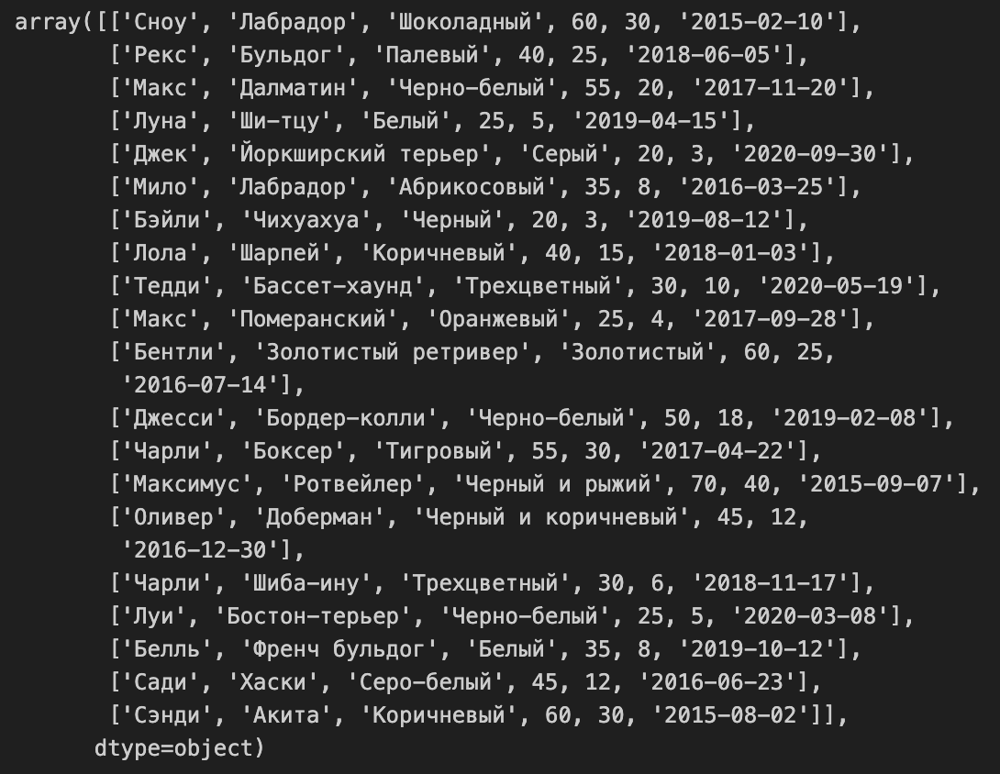 array([['Сноу', 'Лабрадор', 'Шоколадный', 60, 30, '2015-02-10'],
['Рекс', 'Бульдог', 'Палевый', 40, 25, '2018-06-05'],
['Макс', 'Далматин', 'Черно-белый', 55, 20, '2017-11-20'],
['Луна', 'Ши-тцу', 'Белый', 25, 5, '2019-04-15'],
['Джек', 'Йоркширский терьер', 'Серый', 20, 3, '2020-09-30'],
['Мило', 'Лабрадор', 'Абрикосовый', 35, 8, '2016-03-25'],
['Бэйли', 'Чихуахуа', 'Черный', 20, 3, '2019-08-12'],
['Лола', 'Шарпей', 'Коричневый', 40, 15, '2018-01-03'],
['Тедди', 'Бассет-хаунд', 'Трехцветный', 30, 10, '2020-05-19'],
['Макс', 'Померанский', 'Оранжевый', 25, 4, '2017-09-28'],
['Бентли', 'Золотистый ретривер', 'Золотистый', 60, 25,
'2016-07-14'],
['Джесси', 'Бордер-колли', 'Черно-белый', 50, 18, '2019-02-08'],
['Чарли', 'Боксер', 'Тигровый', 55, 30, '2017-04-22'],
['Максимус', 'Ротвейлер', 'Черный и рыжий', 70, 40, '2015-09-07'],
['Оливер', 'Доберман', 'Черный и коричневый', 45, 12,
'2016-12-30'],
['Чарли', 'Шиба-ину', 'Трехцветный', 30, 6, '2018-11-17'],
['Луи', 'Бостон-терьер', 'Черно-белый', 25, 5, '2020-03-08'],
['Белль', 'Френч бульдог', 'Белый', 35, 8, '2019-10-12'],
['Сади', 'Хаски', 'Серо-белый', 45, 12, '2016-06-23'],
['Сэнди', 'Акита', 'Коричневый', 60, 30, '2015-08-02']],
dtype=object)